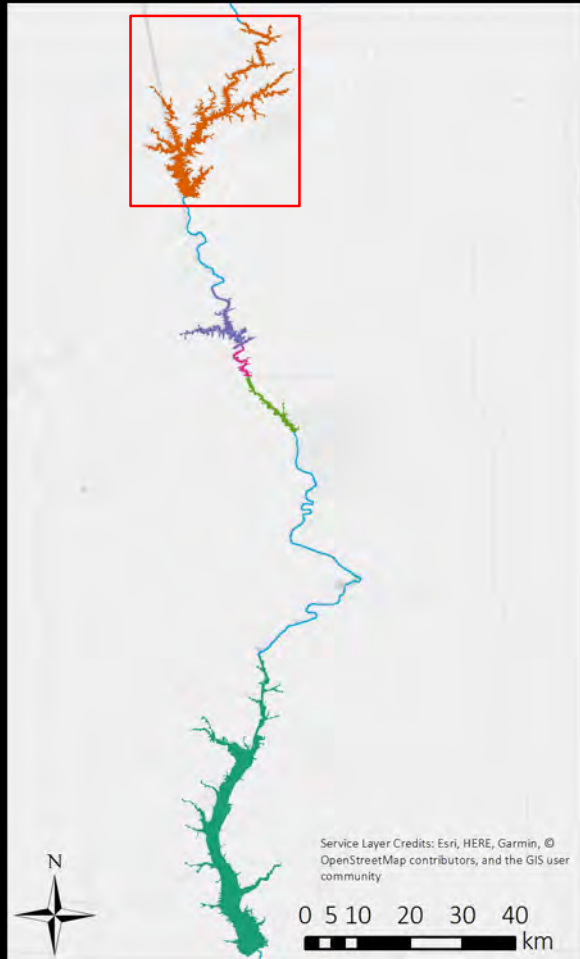 Service Layer Credits: Esri, HERE, Garmin, ©
OpenStreetMap contributors, and the GIS user
community
N
0 5 10 20 30 40
km